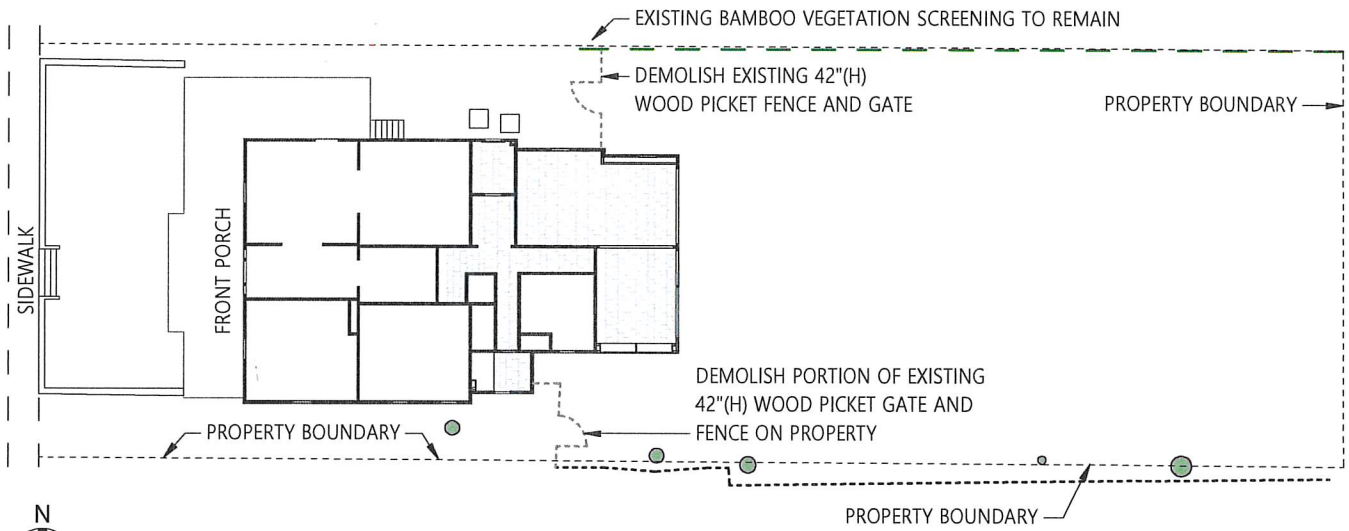 EXISTING BAMBOO VEGETATION SCREENING TO REMAIN
DEMOLISH EXISTING 42"(H)
WOOD PICKET FENCE AND GATE
PROPERTY BOUNDARY
SIDEWALK
FRONT PORCH
DEMOLISH PORTION OF EXISTING
42"(H) WOOD PICKET GATE AND
FENCE ON PROPERTY
PROPERTY BOUNDARY
PROPERTY BOUNDARY
N